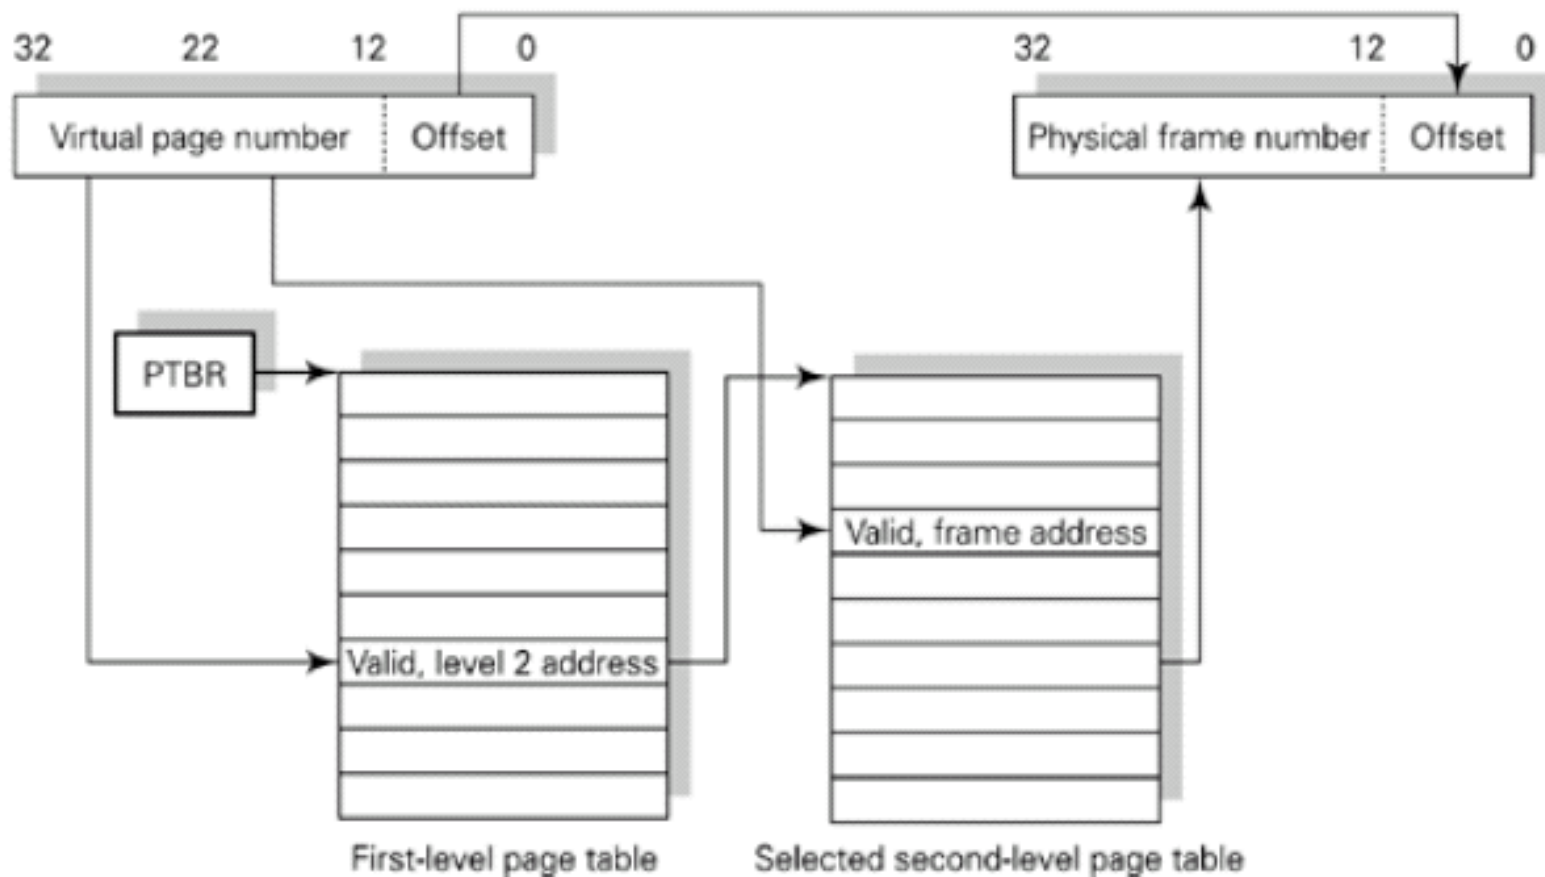 32 22 12 0
32 12 0
Virtual page number Offset
Physical frame number Offset
PTBR
Valid, frame address
Valid, level 2 address
First-level page table
Selected second-level page table